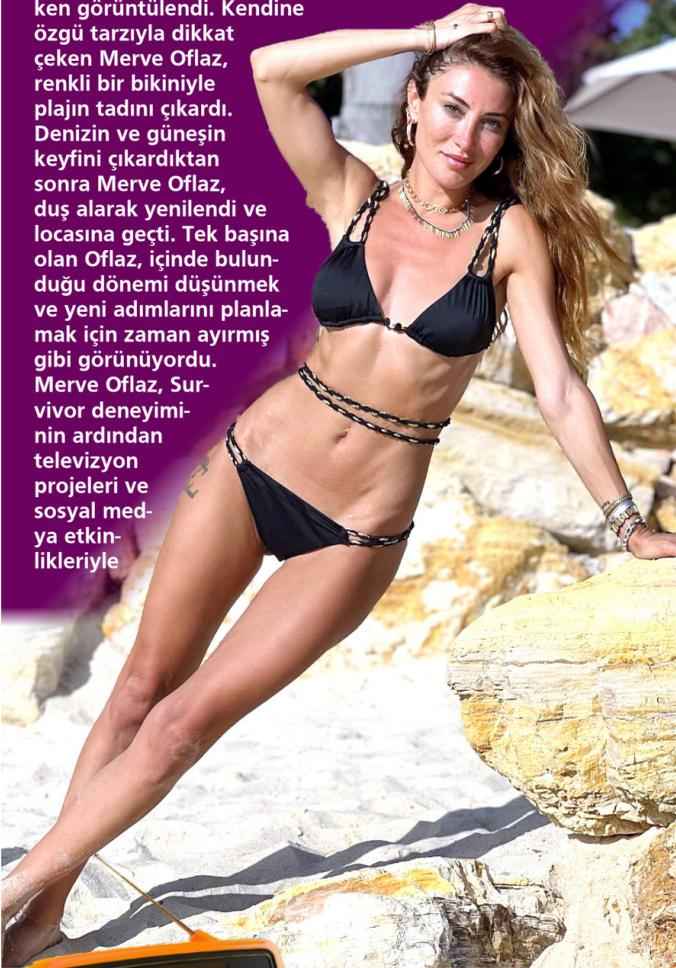 ken görüntülendi. Kendine
özgü tarzıyla dikkat
çeken Merve Oflaz,
renkli bir bikiniyle
plajın tadını çıkardı.
Denizin ve güneşin
keyfini çıkardıktan
sonra Merve Oflaz,
duş alarak yenilendi ve
locasına geçti. Tek başına
olan Oflaz, içinde bulun-
duğu dönemi düşünmek
ve yeni adımlarını planla-
mak için zaman ayırmış
gibi görünüyordu.
Merve Oflaz, Sur-
vivor deneyimi-
nin ardından
televizyon
projeleri ve
sosyal med-
ya etkin-
likleriyle